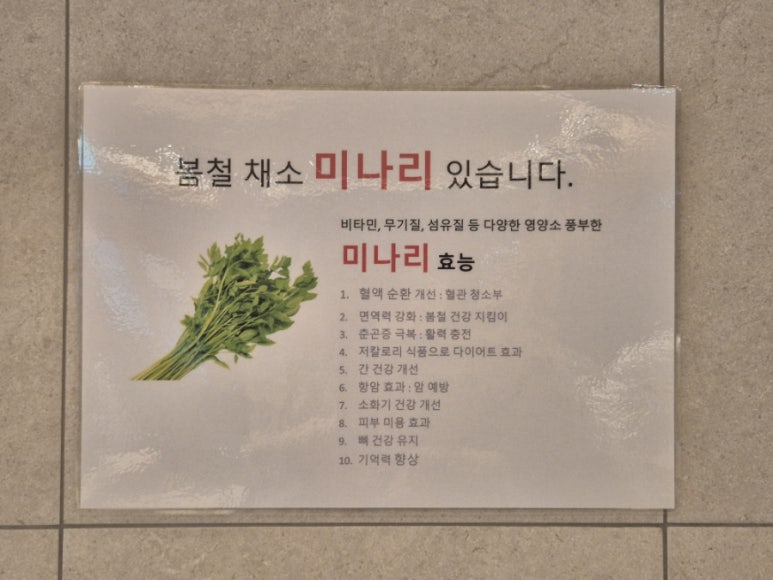 봄철 채소 미나리 있습니다.
비타민, 무기질, 섬유질 등 다양한 영양소 풍부한
미나리 효능
1. 혈액 순환 개선 : 혈관 청소부
2. 면역력 강화 : 봄철 건강 지킴이
3. 춘곤증 극복 : 활력 충전
4. 저칼로리 식품으로 다이어트 효과
5. 간 건강 개선
6. 항암 효과 : 암 예방
7. 소화기 건강 개선
8. 피부 미용 효과
9. 뼈 건강 유지
10. 기억력 향상